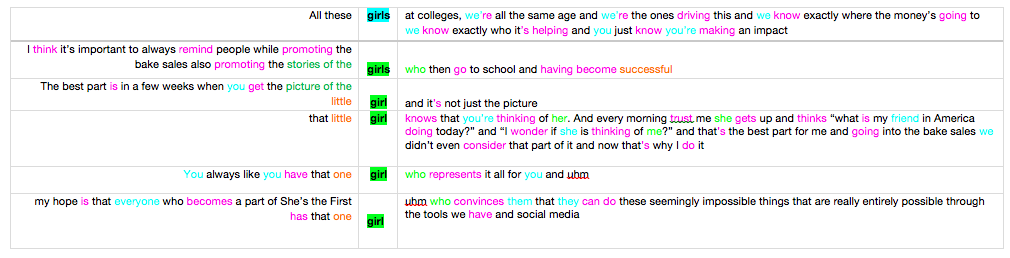 All these girls at colleges, we're all the same age and we're the ones driving this and we know exactly where the money's going to
we know exactly who it's helping and you just know you're making an impact
I think it's important to always remind people while promoting the
bake sales also promoting the stories of the girls who then go to school and having become successful
The best part is in a few weeks when you get the picture of the
little girl and it's not just the picture
that little girl knows that you're thinking of her. And every morning trust me she gets up and thinks "what is my friend in America
doing today?" and "I wonder if she is thinking of me?" and that's the best part for me and going into the bake sales we
didn't even consider that part of it and now that's why I do it
You always like you have that one girl who represents it all for you and uhm
my hope is that everyone who becomes a part of She's the First
has that one girl
uhm who convinces them that they can do these seemingly impossible things that are really entirely possible through
the tools we have and social media